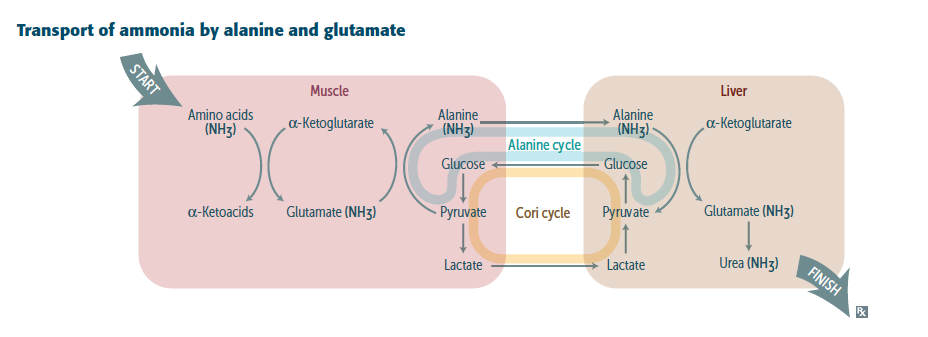 Transport of ammonia by alanine and glutamate
START
Muscle
Liver
Amino acids
(NH3)
α-Ketoglutarate
Alanine
(NH3)
Alanine
(NH3)
α-Ketoglutarate
Alanine cycle
Glucose
Glucose
α-Ketoacids
Glutamate (NH3)
Pyruvate
Cori cycle
Pyruvate
Glutamate (NH3)
Lactate
Lactate
Urea (NH3)
FINISH
Rx